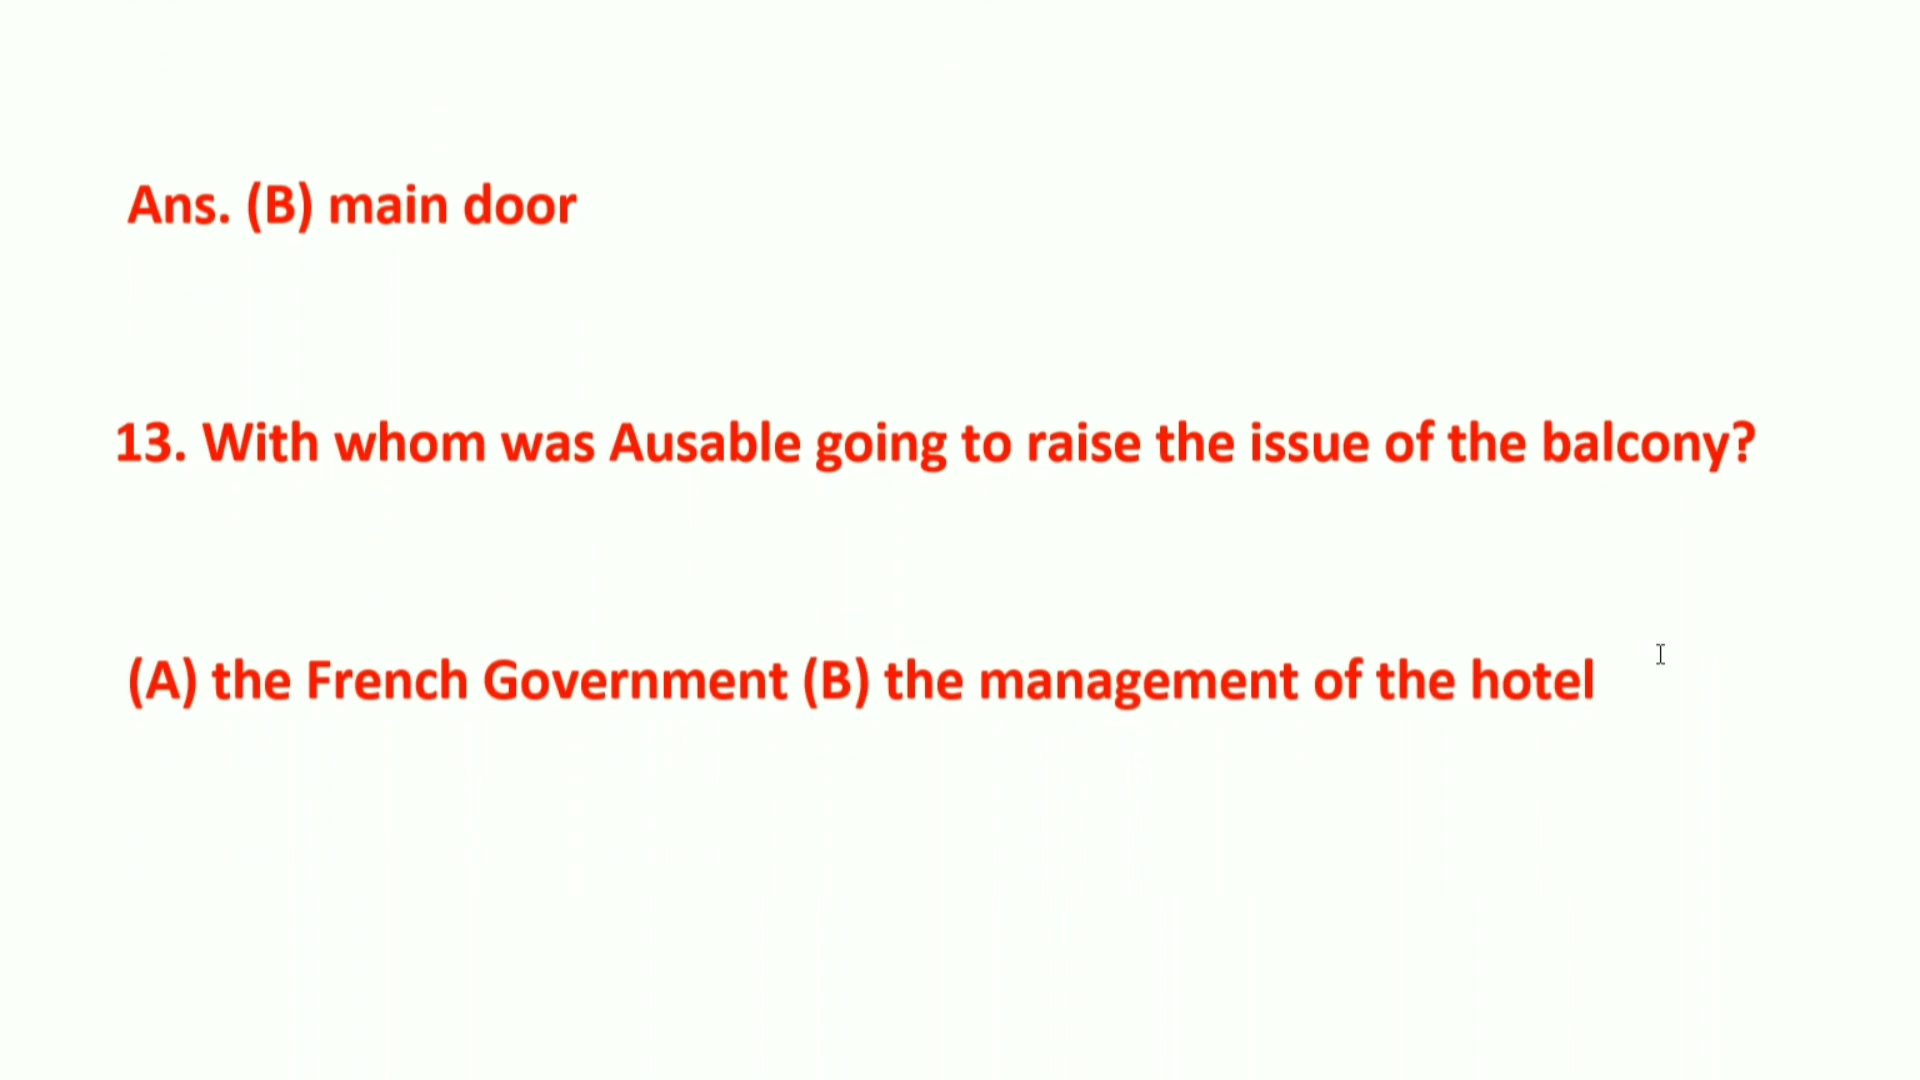 Ans. (B) main door
13. With whom was Ausable going to raise the issue of the balcony?
(A) the French Government (B) the management of the hotel